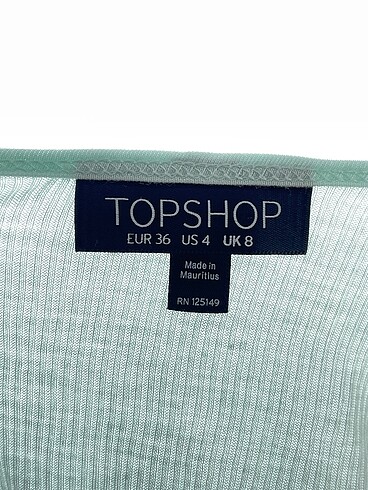 TOPSHOP
EUR 36 US 4 UK 8
Made in
Mauritius
RN 125149